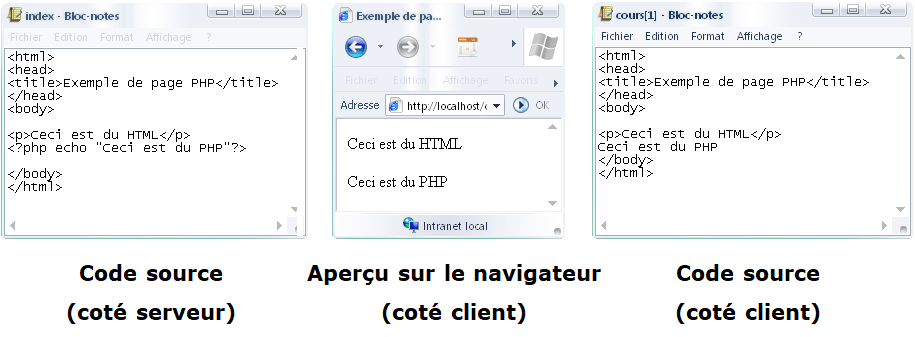 index - Bloc-notes
Fichier Edition Format Affichage ?
<html>
<head>
<title>Exemple de page PHP</title>
</head>
<body>
<p>Ceci est du HTML</p>
<?php echo "Ceci est du PHP"?>
</body>
</html>
Exemple de pa...
Fichier Edition Affichage Favoris
Adresse http://localhost/c OK
Ceci est du HTML
Ceci est du PHP
Intranet local
cours[1] - Bloc-notes
Fichier Edition Format Affichage ?
<html>
<head>
<title>Exemple de page PHP</title>
</head>
<body>
<p>Ceci est du HTML</p>
Ceci est du PHP
</body>
</html>
Code source
(coté serveur)
Aperçu sur le navigateur
(coté client)
Code source
(coté client)